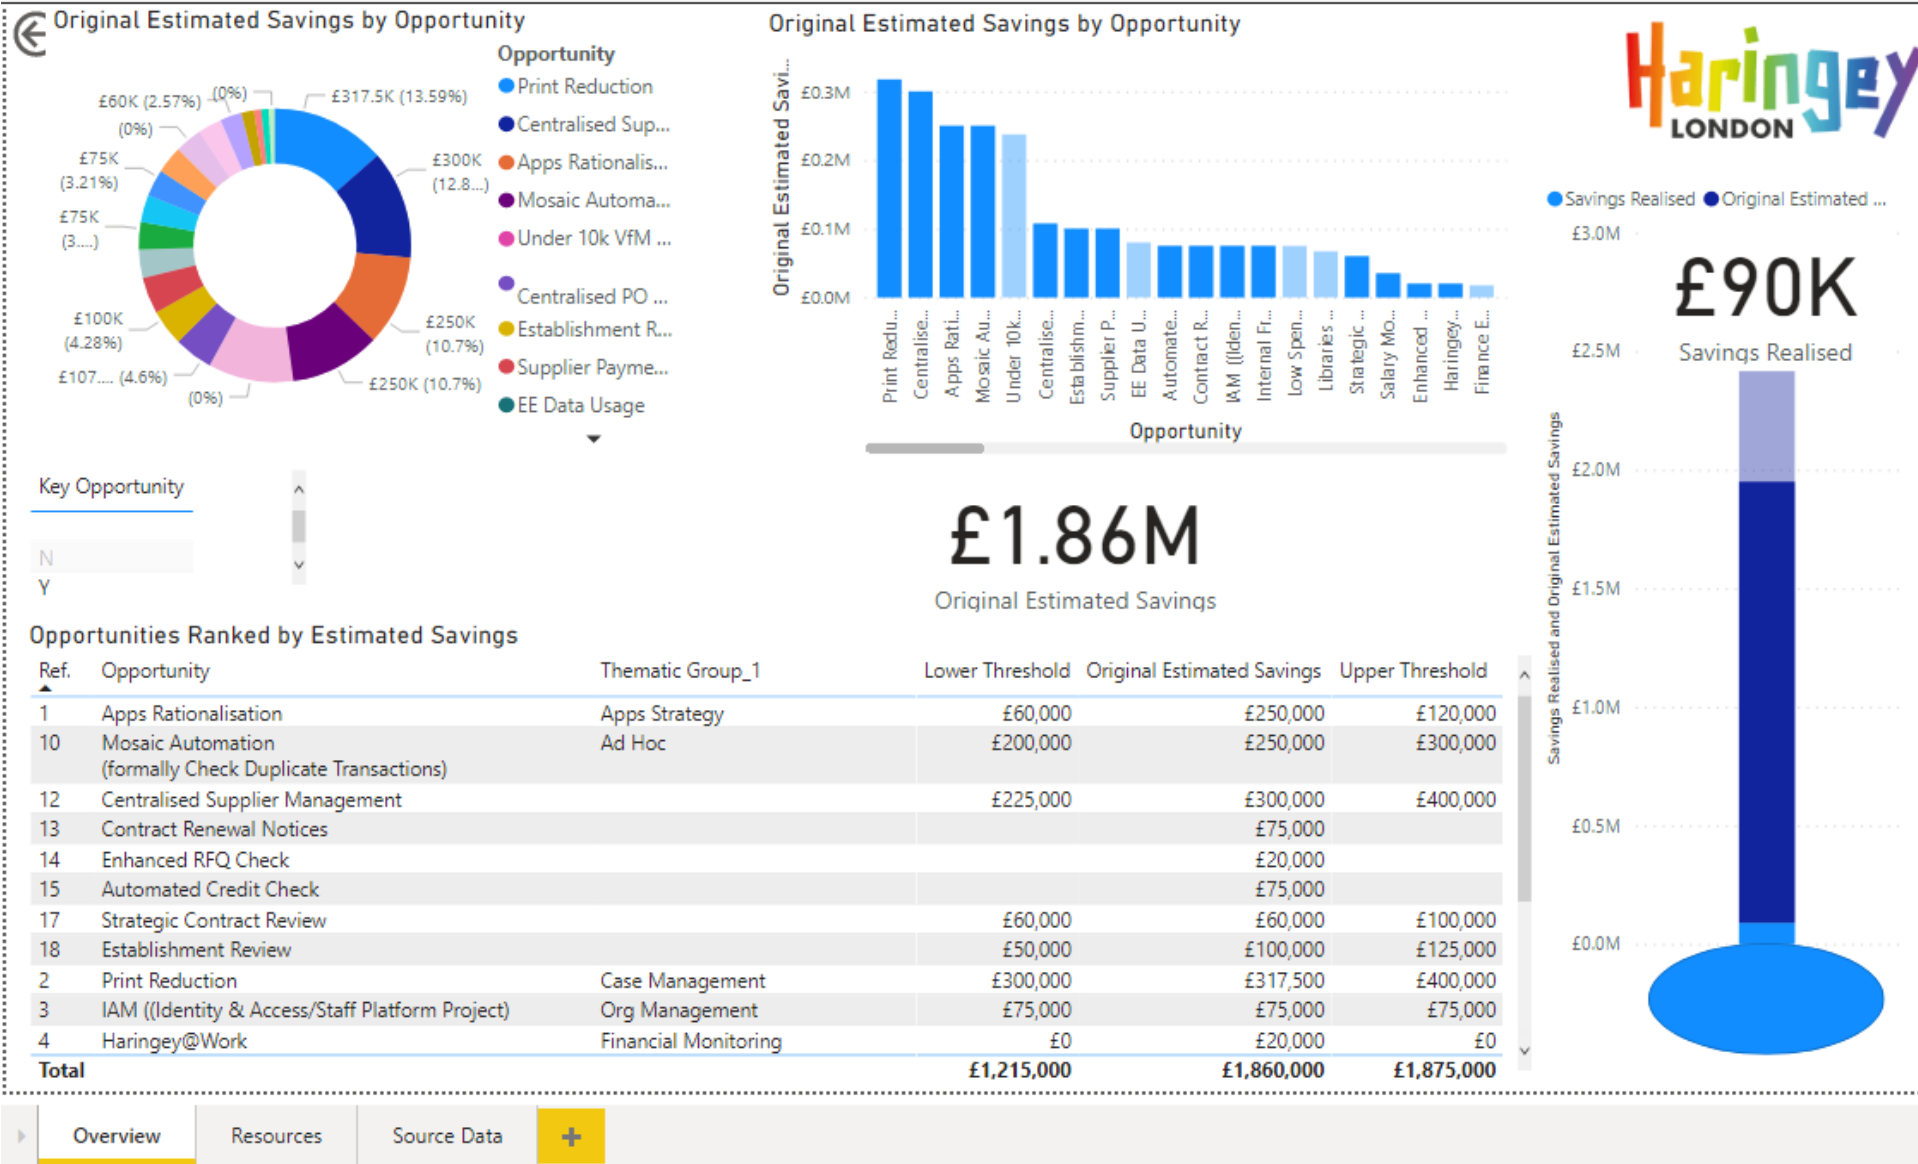 Original Estimated Savings by Opportunity
£60K (2.57%)
(0%)
£317.5K (13.59%)
(0%)
£75K
(3.21%)
£300K
(12.8...)
£75K
(3....)
£100K
(4.28%)
£250K
(10.7%)
£107.... (4.6%)
£250K (10.7%)
(0%)
Opportunity
Print Reduction
Centralised Sup...
Apps Rationalis...
Mosaic Automa...
Under 10k VfM ...
Centralised PO ...
Establishment R...
Supplier Payme...
EE Data Usage
Original Estimated Savings by Opportunity
Original Estimated Savi...
£0.3M
£0.2M
£0.1M
£0.0M
Print Redu...
Centralise...
Apps Rati...
Mosaic Au...
Under 10k...
Centralise...
Establishm...
Supplier P...
EE Data U...
Automate...
Contract R...
IAM ((Iden...
Internal Fr...
Low Spen...
Libraries ...
Strategic ...
Salary Mo...
Enhanced ...
Haringey...
Finance E...
Opportunity
Haringey
LONDON
Savings Realised Original Estimated ...
£3.0M
£90K
Savings Realised
£2.5M
£2.0M
£1.5M
£1.0M
£0.5M
£0.0M
Savings Realised and Original Estimated Savings
Key Opportunity
N
Y
£1.86M
Original Estimated Savings
Opportunities Ranked by Estimated Savings
Ref. Opportunity Thematic Group_1 Lower Threshold Original Estimated Savings Upper Threshold
1 Apps Rationalisation Apps Strategy £60,000 £250,000 £120,000
10 Mosaic Automation Ad Hoc £200,000 £250,000 £300,000
(formally Check Duplicate Transactions)
12 Centralised Supplier Management £225,000 £300,000 £400,000
13 Contract Renewal Notices £75,000
14 Enhanced RFQ Check £20,000
15 Automated Credit Check £75,000
17 Strategic Contract Review £60,000 £60,000 £100,000
18 Establishment Review £50,000 £100,000 £125,000
2 Print Reduction Case Management £300,000 £317,500 £400,000
3 IAM ((Identity & Access/Staff Platform Project) Org Management £75,000 £75,000 £75,000
4 Haringey@Work Financial Monitoring £0 £20,000 £0
Total £1,215,000 £1,860,000 £1,875,000
Overview Resources Source Data +